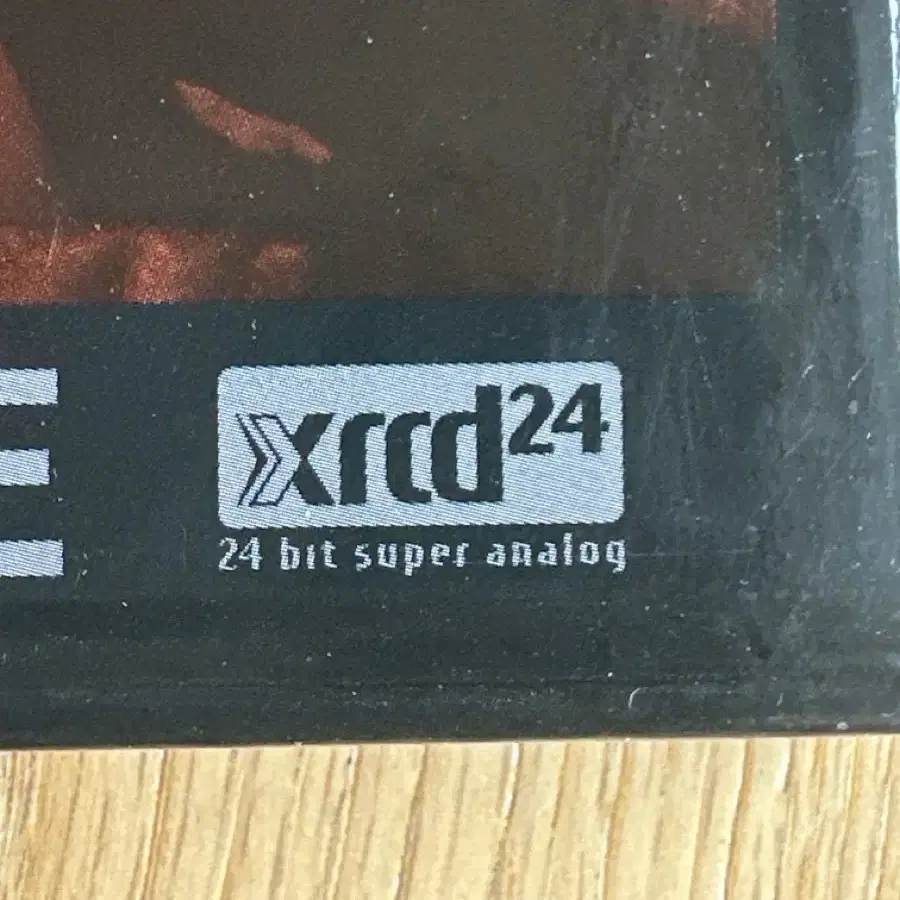 E
xrcd24
24 bit super analog